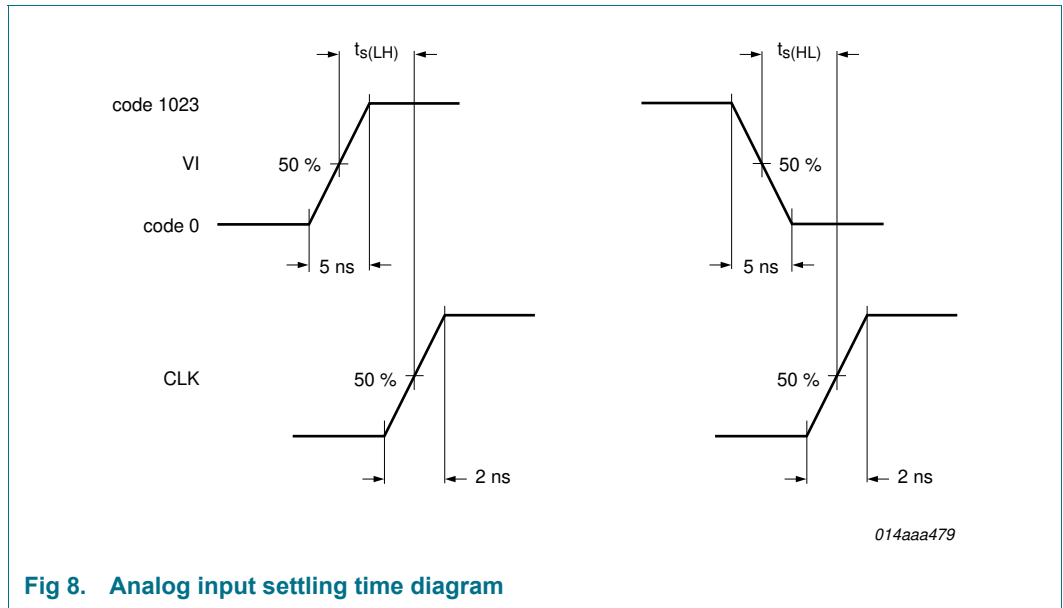 ts(LH)
ts(HL)
code 1023
VI
50 %
50 %
code 0
5 ns
5 ns
CLK
50 %
50 %
2 ns
2 ns
014aaa479
Fig 8. Analog input settling time diagram